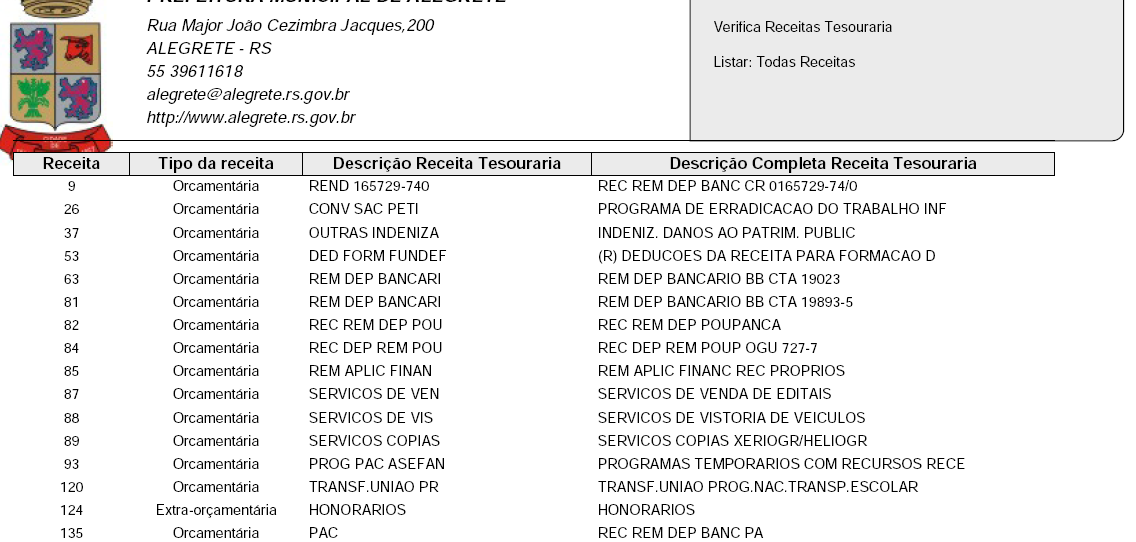 PREFEITURA MUNICIPAL DE ALEGRETE
Rua Major João Cezimbra Jacques,200
ALEGRETE - RS
55 39611618
alegrete@alegrete.rs.gov.br
http://www.alegrete.rs.gov.br
Verifica Receitas Tesouraria
Listar: Todas Receitas
CIDADE
DE
Receita Tipo da receita Descrição Receita Tesouraria Descrição Completa Receita Tesouraria
9 Orcamentária REND 165729-740 REC REM DEP BANC CR 0165729-74/0
26 Orcamentária CONV SAC PETI PROGRAMA DE ERRADICACAO DO TRABALHO INF
37 Orcamentária OUTRAS INDENIZA INDENIZ. DANOS AO PATRIM. PUBLIC
53 Orcamentária DED FORM FUNDEF (R) DEDUCOES DA RECEITA PARA FORMACAO D
63 Orcamentária REM DEP BANCARI REM DEP BANCARIO BB CTA 19023
81 Orcamentária REM DEP BANCARI REM DEP BANCARIO BB CTA 19893-5
82 Orcamentária REC REM DEP POU REC REM DEP POUPANCA
84 Orcamentária REC DEP REM POU REC DEP REM POUP OGU 727-7
85 Orcamentária REM APLIC FINAN REM APLIC FINANC REC PROPRIOS
87 Orcamentária SERVICOS DE VEN SERVICOS DE VENDA DE EDITAIS
88 Orcamentária SERVICOS DE VIS SERVICOS DE VISTORIA DE VEICULOS
89 Orcamentária SERVICOS COPIAS SERVICOS COPIAS XERIOGR/HELIOGR
93 Orcamentária PROG PAC ASEFAN PROGRAMAS TEMPORARIOS COM RECURSOS RECE
120 Orcamentária TRANSF.UNIAO PR TRANSF.UNIAO PROG.NAC.TRANSP.ESCOLAR
124 Extra-orçamentária HONORARIOS HONORARIOS
135 Orcamentária PAC REC REM DEP BANC PA